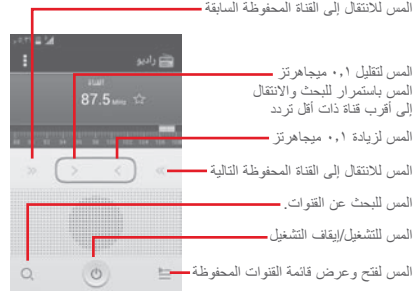 المس للانتقال إلى القناة المحفوظة السابقة
راديو
القناة
87.5 MHz
المس لتقليل ٠,١ ميجاهرتز
المس باستمرار للبحث والانتقال
إلى أقرب قناة ذات أقل تردد
المس لزيادة ٠,١ ميجاهرتز
المس للانتقال إلى القناة المحفوظة التالية
المس للبحث عن القنوات.
المس للتشغيل/إيقاف التشغيل
المس لفتح وعرض قائمة القنوات المحفوظة